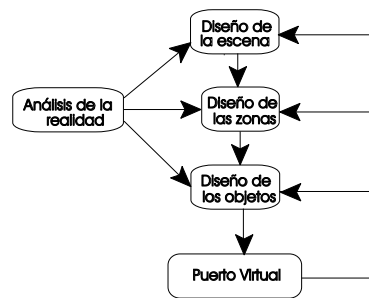 Diseño de
la escena
Análisis de la
realidad
Diseño de
las zonas
Diseño de
los objetos
Puerto Virtual